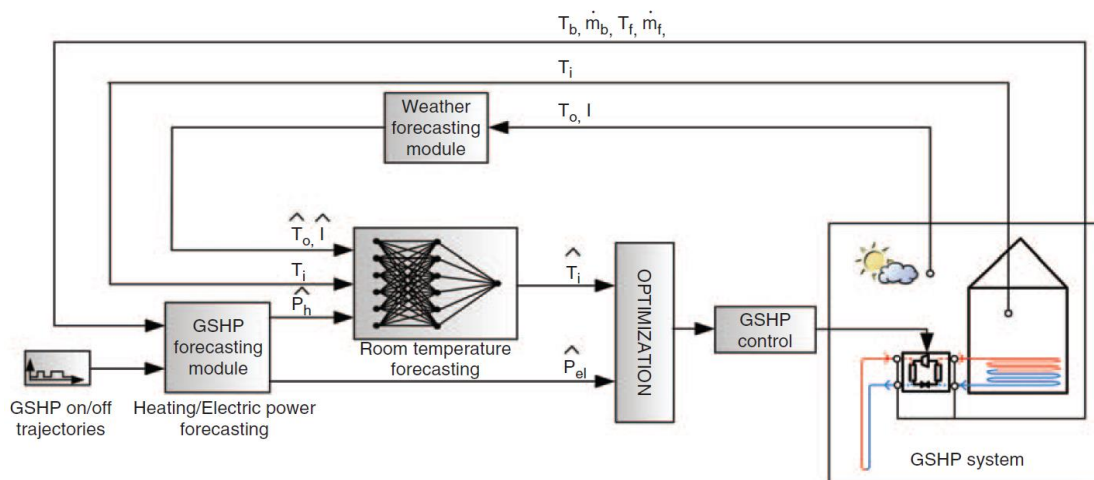 T_b, ṁ_b, T_f, ṁ_f,
T_i
Weather
forecasting
module
T_o, I
T̂_o, Î
T_i
P̂_h
GSHP
forecasting
module
Room temperature
forecasting
T̂_i
P̂_el
OPTIMIZATION
GSHP
control
GSHP on/off
trajectories
Heating/Electric power
forecasting
GSHP system